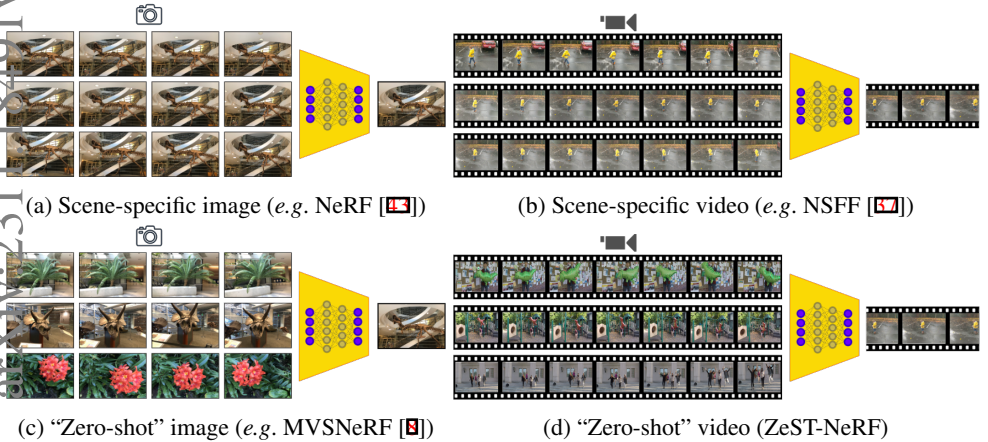 (a) Scene-specific image (e.g. NeRF [43])
(b) Scene-specific video (e.g. NSFF [37])
(c) “Zero-shot” image (e.g. MVSNeRF [8])
(d) “Zero-shot” video (ZeST-NeRF)